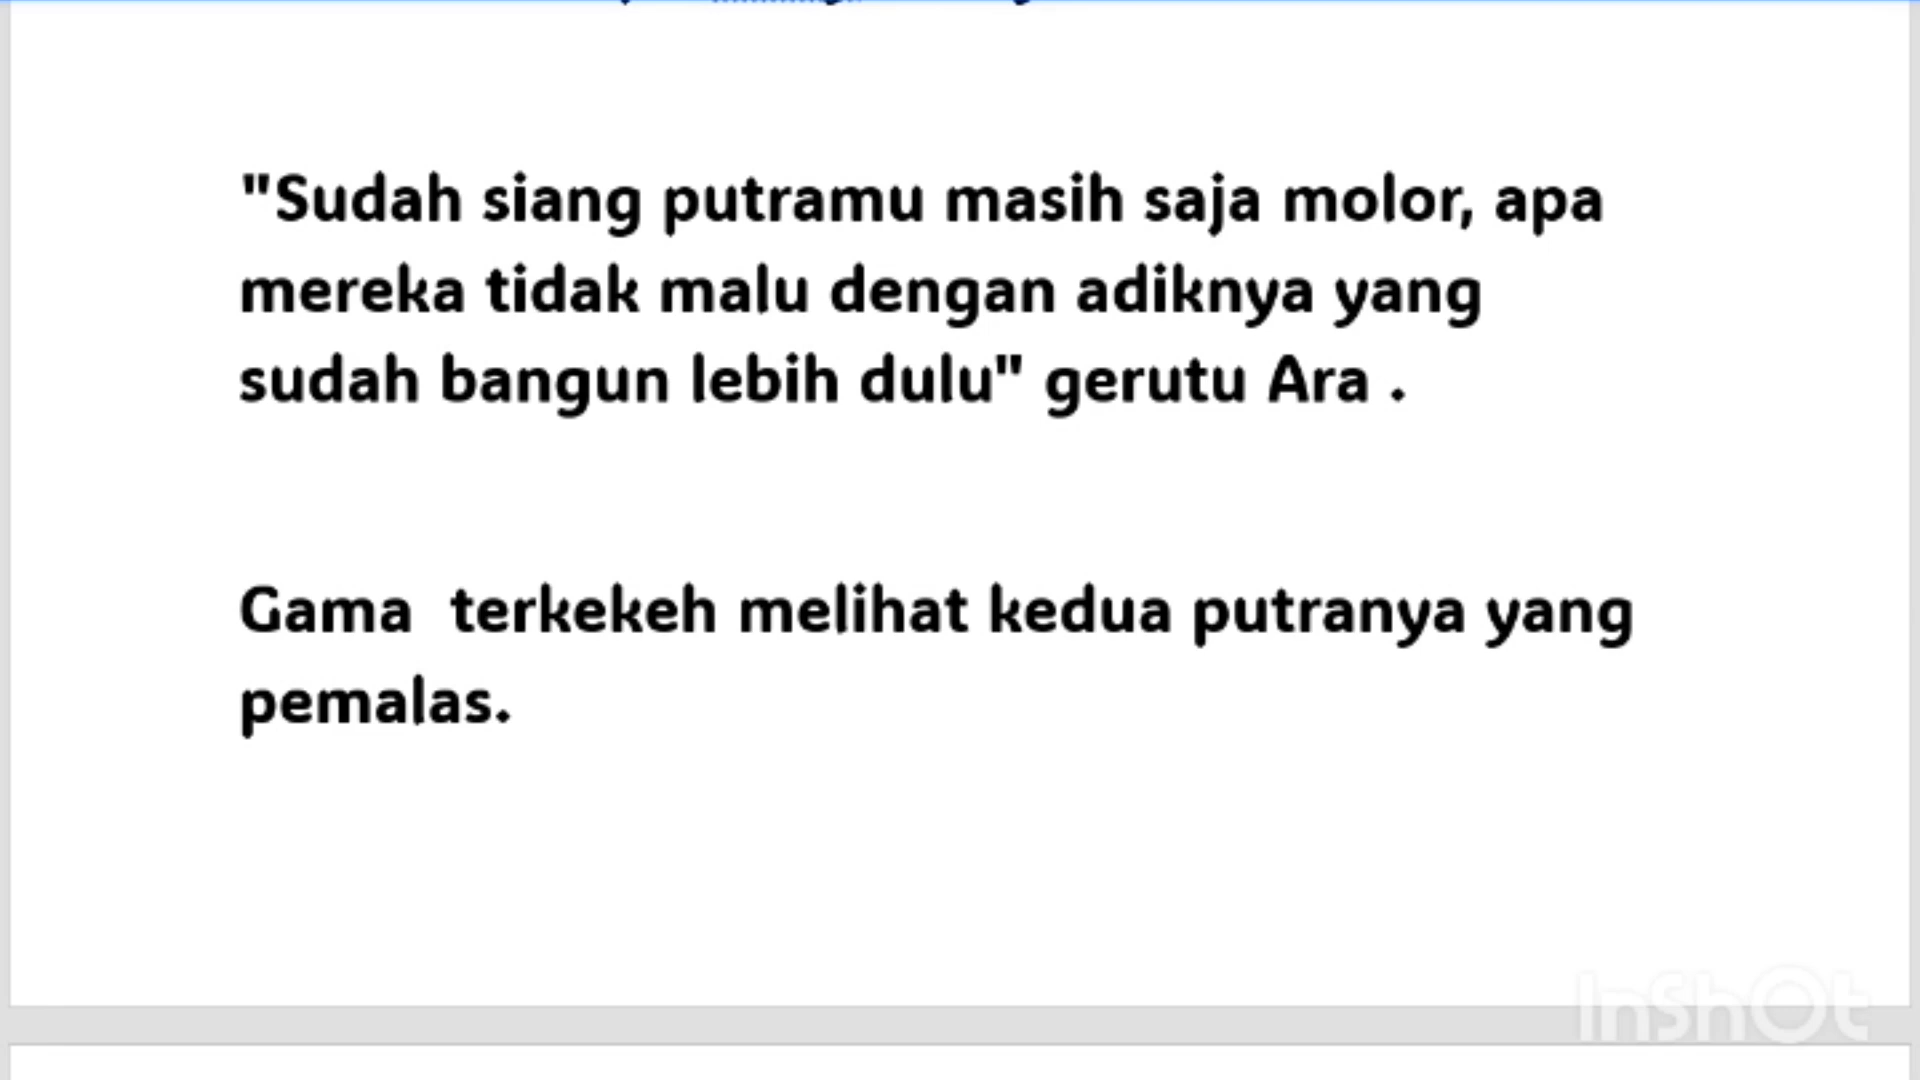 "Sudah siang putramu masih saja molor, apa
mereka tidak malu dengan adiknya yang
sudah bangun lebih dulu" gerutu Ara .
Gama  terkekeh melihat kedua putranya yang
pemalas.
InShOt